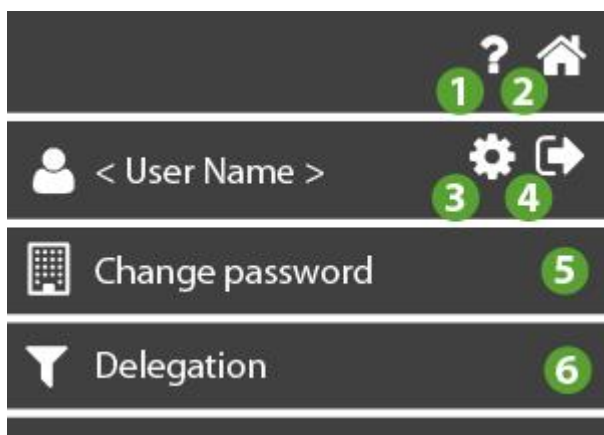 ?
1 2
< User Name >
3 4
Change password 5
Delegation 6